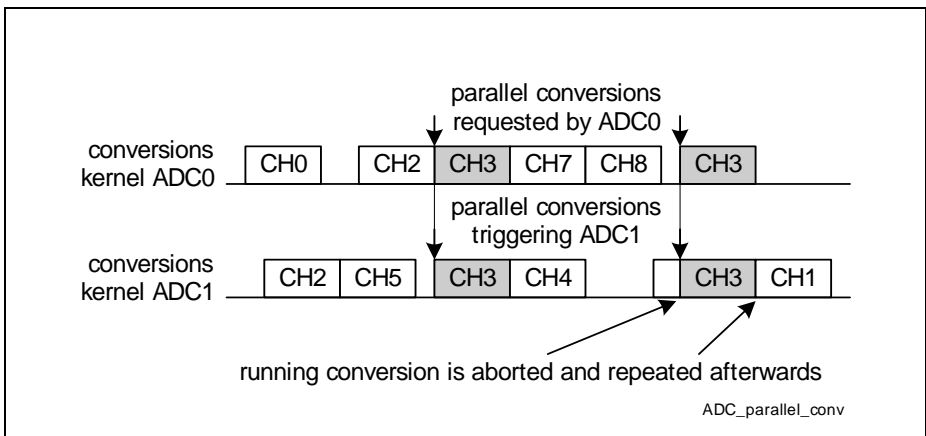 parallel conversions
requested by ADC0
conversions
kernel ADC0
CH0 CH2 CH3 CH7 CH8 CH3
parallel conversions
triggering ADC1
conversions
kernel ADC1
CH2 CH5 CH3 CH4 CH3 CH1
running conversion is aborted and repeated afterwards
ADC_parallel_conv